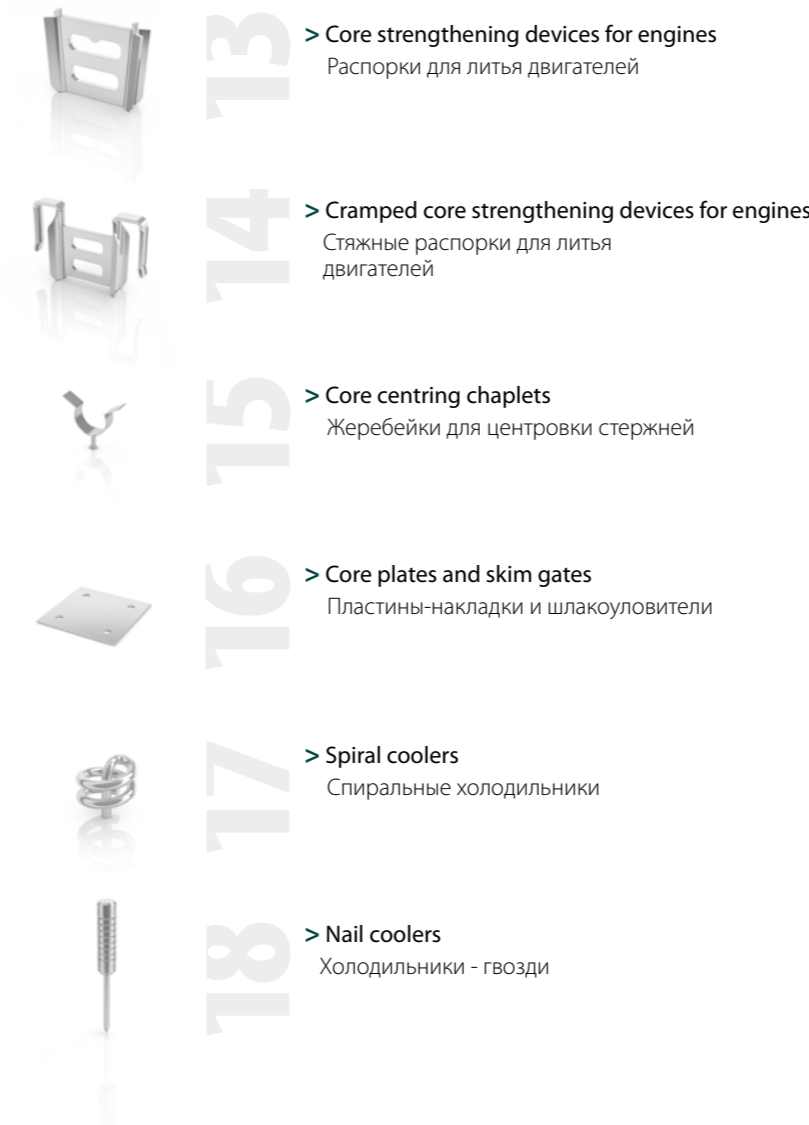 13
> Core strengthening devices for engines
Распорки для литья двигателей
14
> Cramped core strengthening devices for engines
Стяжные распорки для литья
двигателей
15
> Core centring chaplets
Жеребейки для центровки стержней
16
> Core plates and skim gates
Пластины-накладки и шлакоуловители
17
> Spiral coolers
Спиральные холодильники
18
> Nail coolers
Холодильники - гвозди